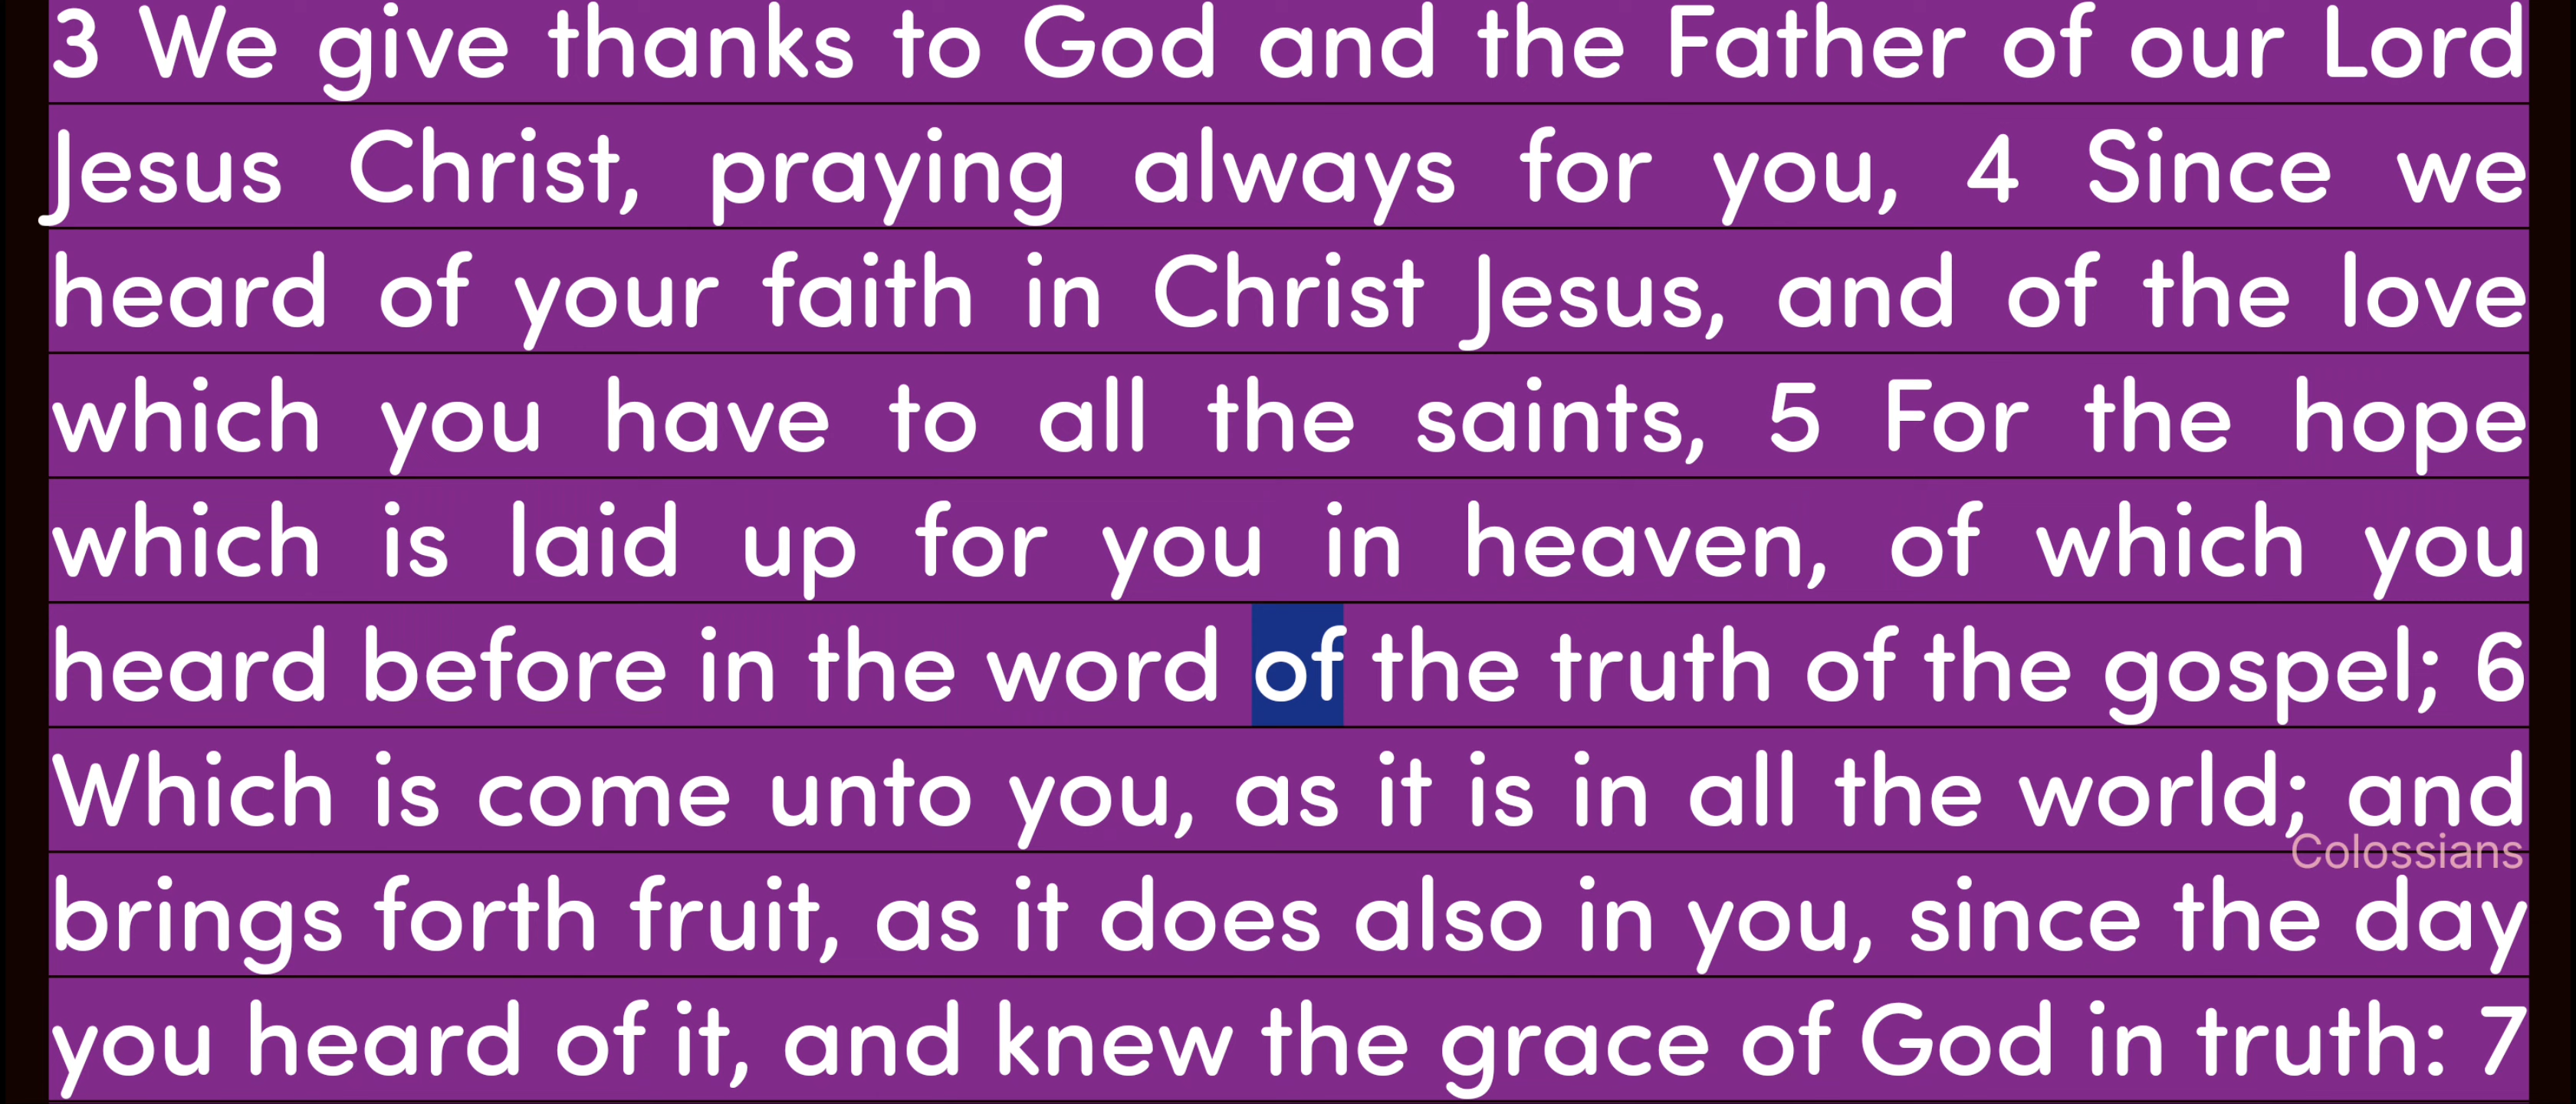 3 We give thanks to God and the Father of our Lord
Jesus Christ, praying always for you, 4 Since we
heard of your faith in Christ Jesus, and of the love
which you have to all the saints, 5 For the hope
which is laid up for you in heaven, of which you
heard before in the word of the truth of the gospel; 6
Which is come unto you, as it is in all the world; and
Colossians
brings forth fruit, as it does also in you, since the day
you heard of it, and knew the grace of God in truth: 7